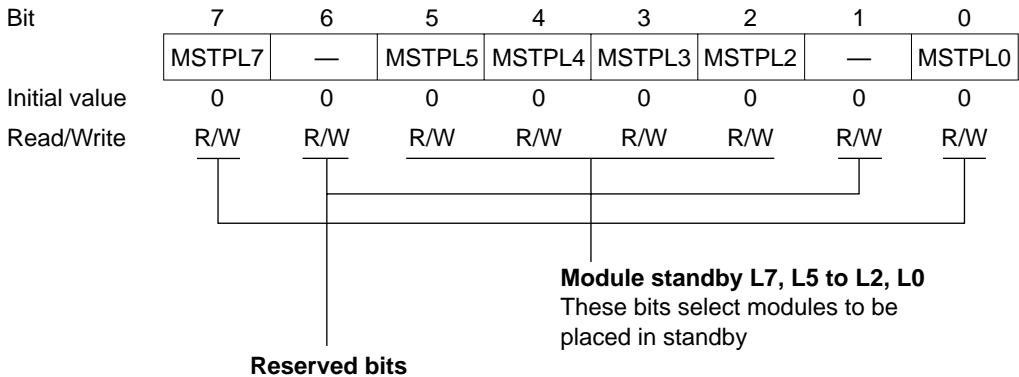 Bit 7 6 5 4 3 2 1 0
MSTPL7 — MSTPL5 MSTPL4 MSTPL3 MSTPL2 — MSTPL0
Initial value 0 0 0 0 0 0 0 0
Read/Write R/W R/W R/W R/W R/W R/W R/W R/W
Module standby L7, L5 to L2, L0
These bits select modules to be
placed in standby
Reserved bits